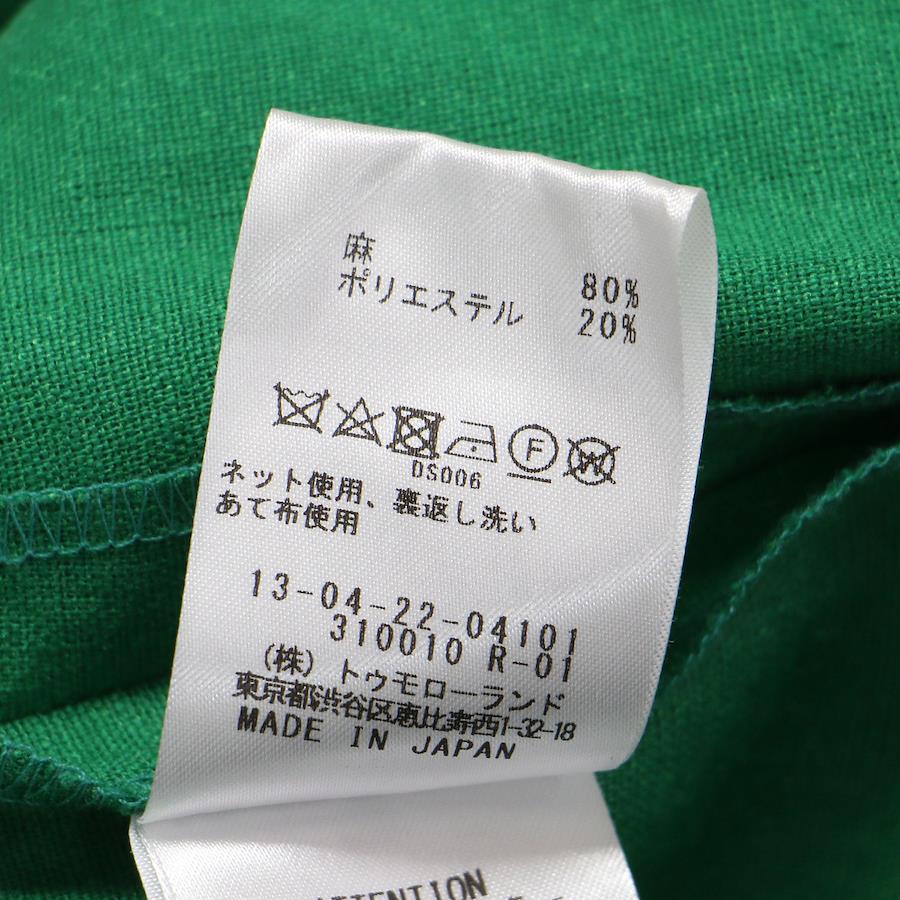 麻 80%
ポリエステル 20%
F W
DS006
ネット使用、裏返し洗い
あて布使用
13-04-22-04101
310010 R-01
(株) トゥモローランド
東京都渋谷区恵比寿西1-32-18
MADE IN JAPAN
ATTENTION